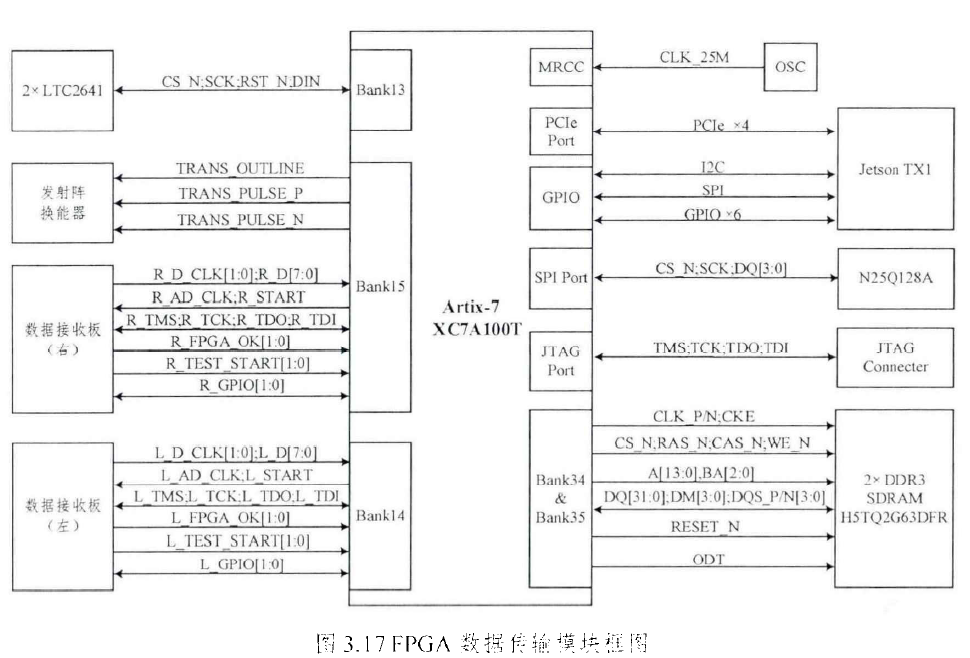 2× LTC2641
CS_N;SCK;RST_N;DIN
Bank13
发射阵
换能器
TRANS_OUTLINE
TRANS_PULSE_P
TRANS_PULSE_N
Bank15
数据接收板
（右）
R_D_CLK[1:0];R_D[7:0]
R_AD_CLK;R_START
R_TMS;R_TCK;R_TDO;R_TDI
R_FPGA_OK[1:0]
R_TEST_START[1:0]
R_GPIO[1:0]
数据接收板
（左）
L_D_CLK[1:0];L_D[7:0]
L_AD_CLK;L_START
L_TMS;L_TCK;L_TDO;L_TDI
L_FPGA_OK[1:0]
L_TEST_START[1:0]
L_GPIO[1:0]
Bank14
Artix-7
XC7A100T
MRCC
CLK_25M
OSC
PCIe
Port
PCIe ×4
GPIO
I2C
SPI
GPIO ×6
Jetson TX1
SPI Port
CS_N;SCK;DQ[3:0]
N25Q128A
JTAG
Port
TMS;TCK;TDO;TDI
JTAG
Connecter
Bank34
&
Bank35
CLK_P/N;CKE
CS_N;RAS_N;CAS_N;WE_N
A[13:0],BA[2:0]
DQ[31:0];DM[3:0];DQS_P/N[3:0]
RESET_N
ODT
2× DDR3
SDRAM
H5TQ2G63DFR
图 3.17 FPGA 数据传输模块框图